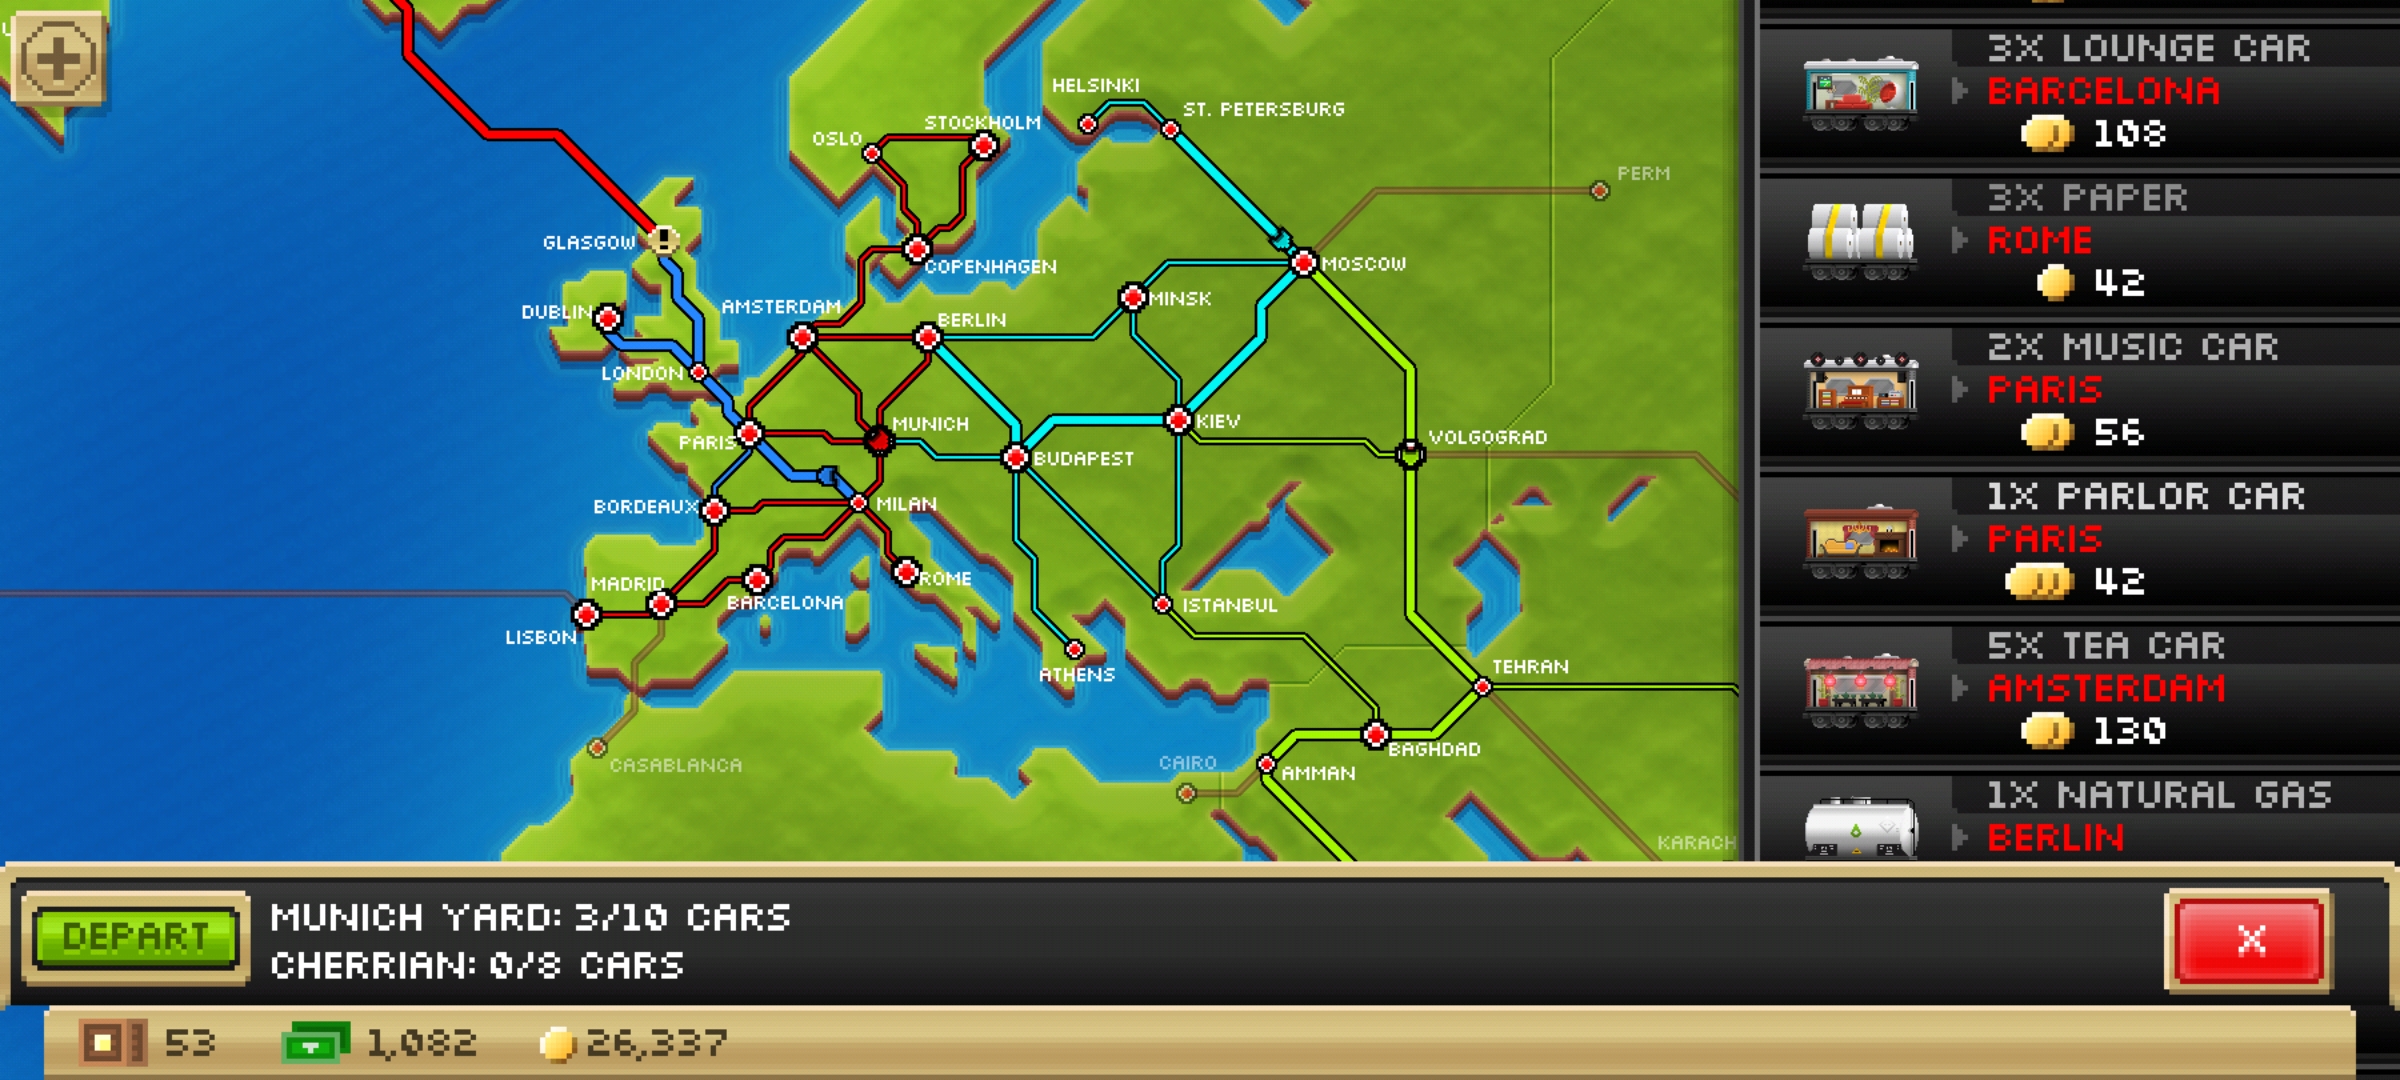 HELSINKI
ST. PETERSBURG
STOCKHOLM
OSLO
PERM
GLASGOW
COPENHAGEN
MOSCOW
MINSK
DUBLIN
AMSTERDAM
BERLIN
LONDON
MUNICH
KIEV
PARIS
VOLGOGRAD
BUDAPEST
BORDEAUX
MILAN
MADRID
ROME
BARCELONA
ISTANBUL
LISBON
ATHENS
TEHRAN
CASABLANCA
CAIRO
BAGHDAD
AMMAN
KARACH
3X LOUNGE CAR
BARCELONA
108
3X PAPER
ROME
42
2X MUSIC CAR
PARIS
56
1X PARLOR CAR
PARIS
42
5X TEA CAR
AMSTERDAM
130
1X NATURAL GAS
BERLIN
DEPART
MUNICH YARD: 3/10 CARS
CHERRIAN: 0/8 CARS
X
53
1,082
26,337